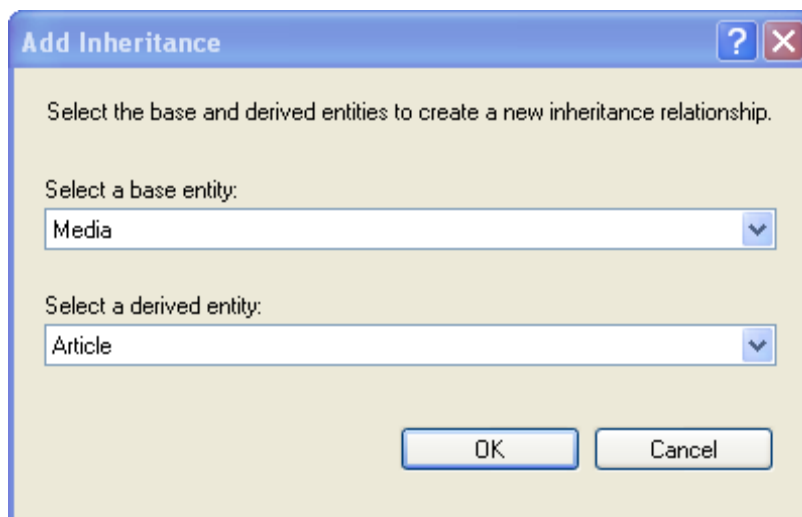 Add Inheritance
?
Select the base and derived entities to create a new inheritance relationship.
Select a base entity:
Media
Select a derived entity:
Article
OK Cancel